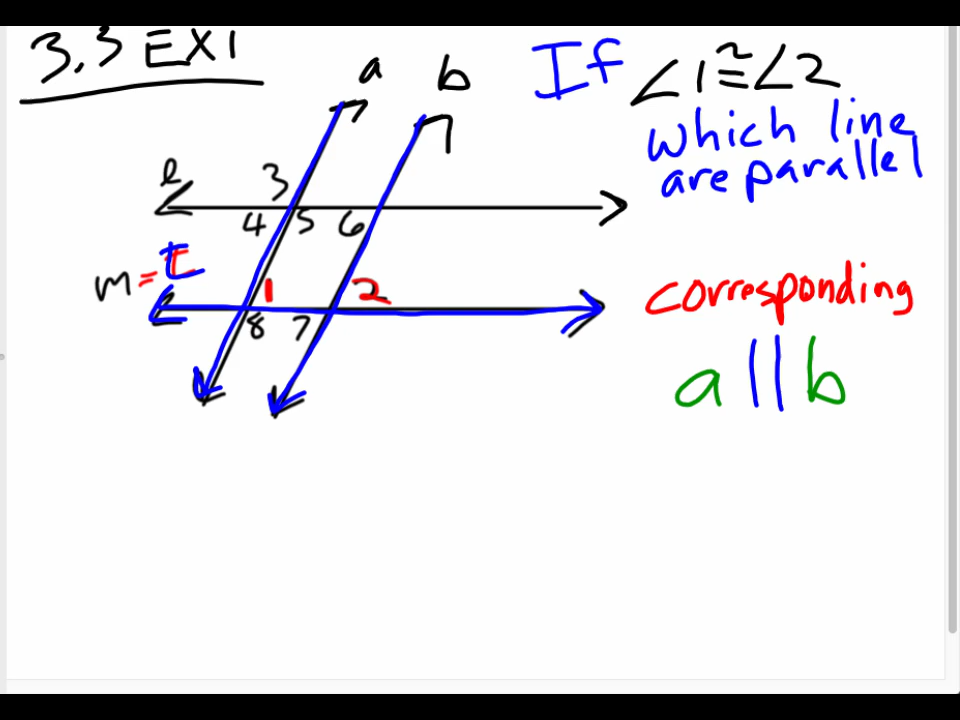 3.3 EX1
a b
If ∠1≅∠2
which line
are parallel
l
3
4 5 6
m = t
1 2
8 7
corresponding
a || b